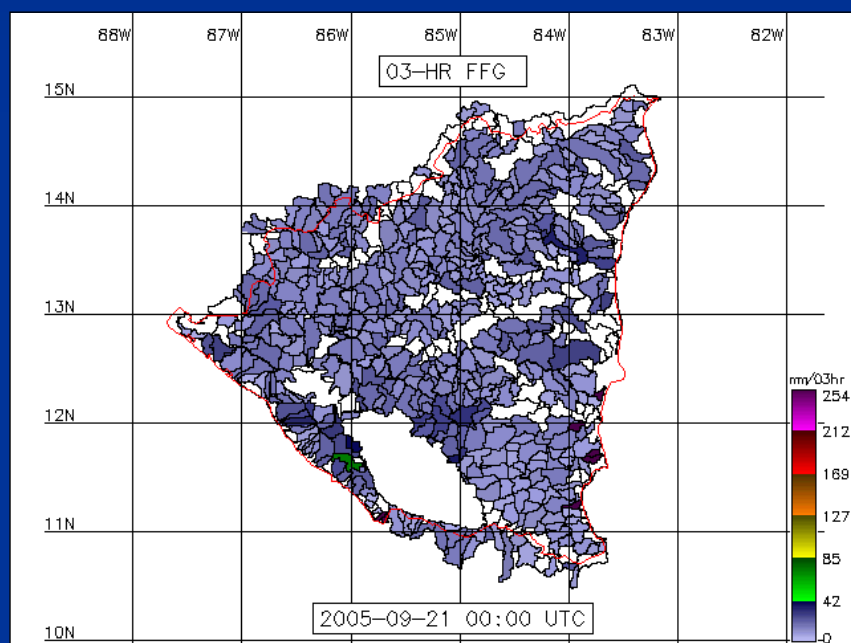 88W 87W 86W 85W 84W 83W 82W
03-HR FFG
15N
14N
13N
12N
11N
10N
mm/03hr
254
212
169
127
85
42
-0
2005-09-21 00:00 UTC